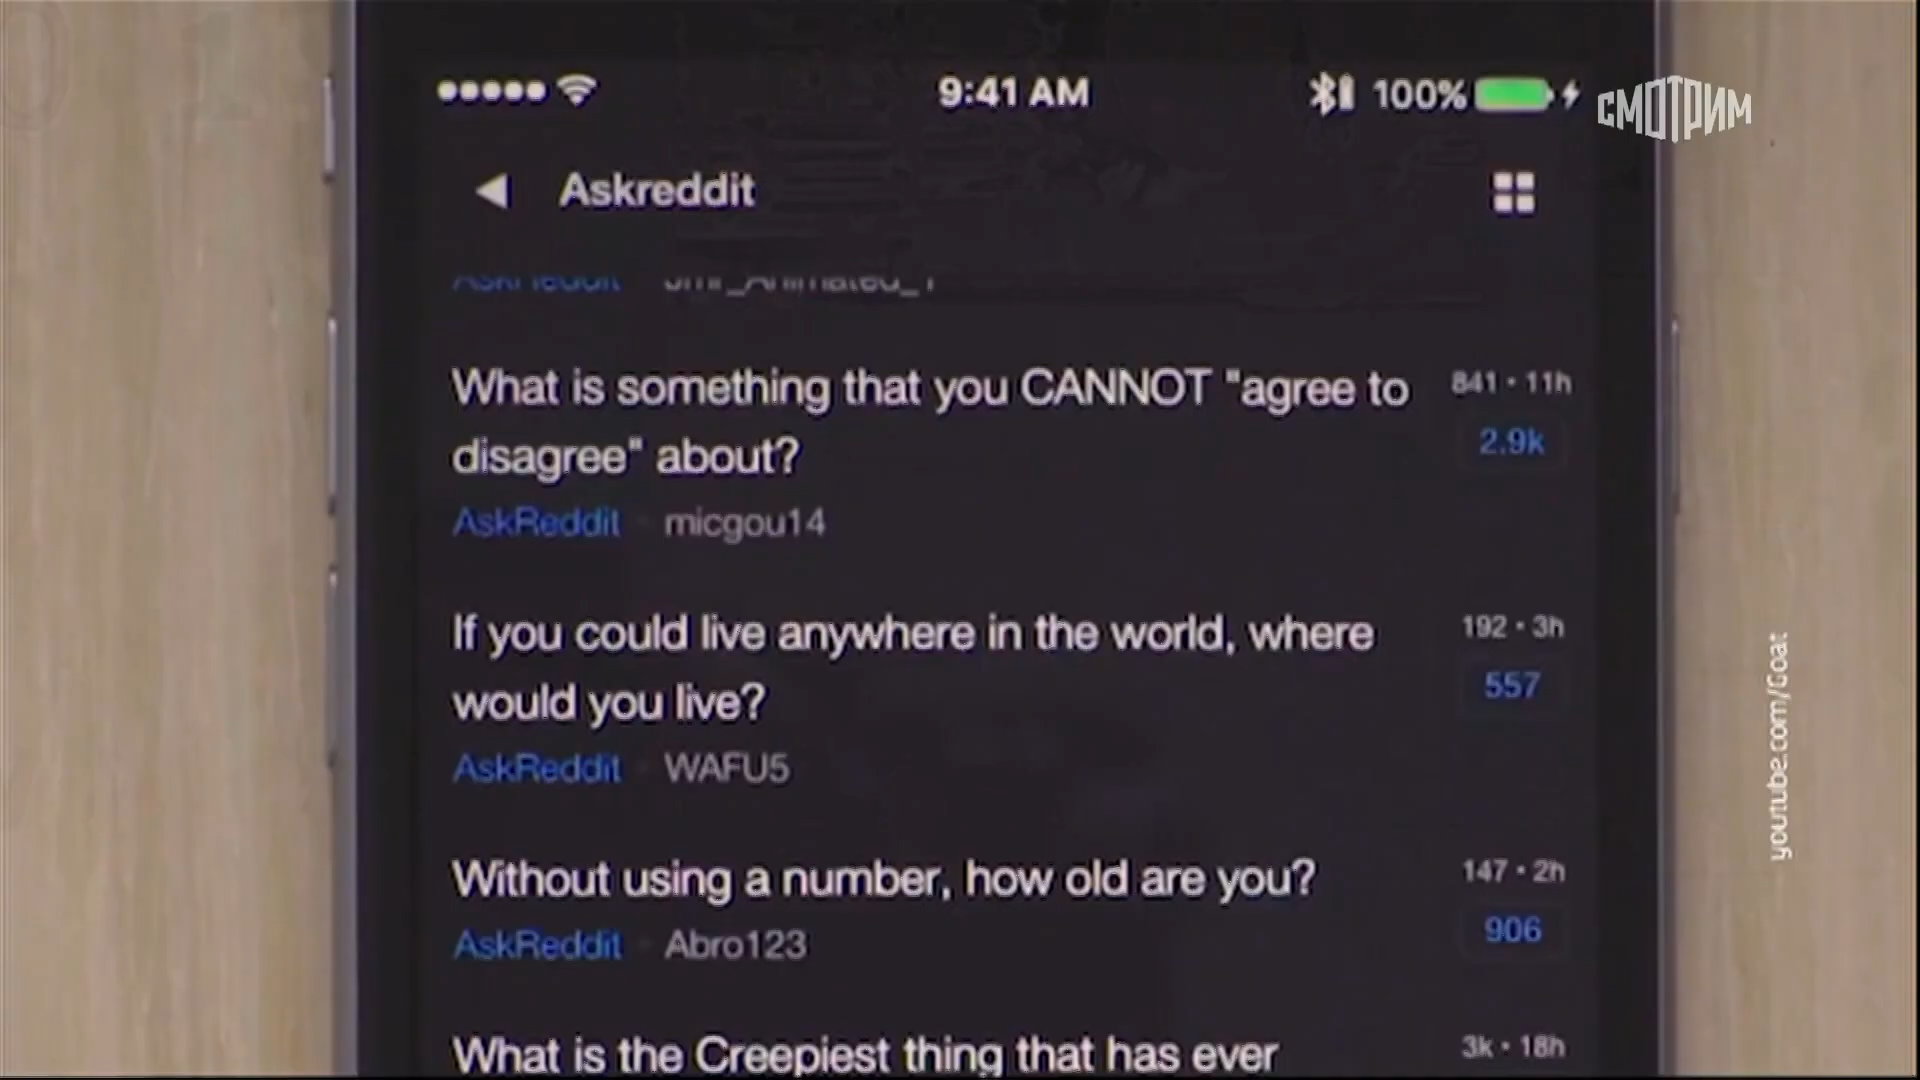 9:41 AM
100%
СМОТРИМ
Askreddit
What is something that you CANNOT "agree to
disagree" about?
841 • 11h
2.9k
AskReddit micgou14
If you could live anywhere in the world, where
would you live?
192 • 3h
557
AskReddit WAFU5
Without using a number, how old are you?
147 • 2h
906
AskReddit Abro123
What is the Creepiest thing that has ever
3k • 18h
youtube.com/Goat